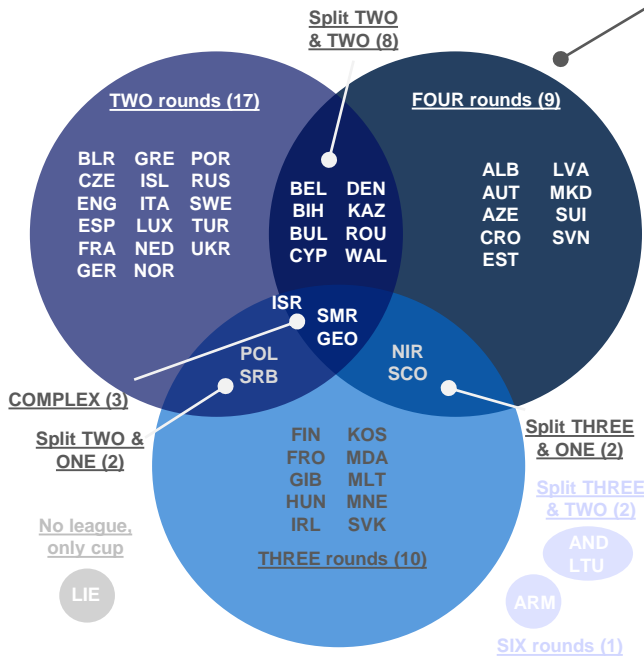 Split TWO
& TWO (8)
TWO rounds (17)
FOUR rounds (9)
BLR GRE POR
CZE ISL RUS
ENG ITA SWE
ESP LUX TUR
FRA NED UKR
GER NOR
BEL DEN
BIH KAZ
BUL ROU
CYP WAL
ALB LVA
AUT MKD
AZE SUI
CRO SVN
EST
ISR
SMR
GEO
POL
SRB
NIR
SCO
COMPLEX (3)
Split TWO &
ONE (2)
Split THREE
& ONE (2)
FIN KOS
FRO MDA
GIB MLT
HUN MNE
IRL SVK
THREE rounds (10)
No league,
only cup
LIE
Split THREE
& TWO (2)
AND
LTU
ARM
SIX rounds (1)